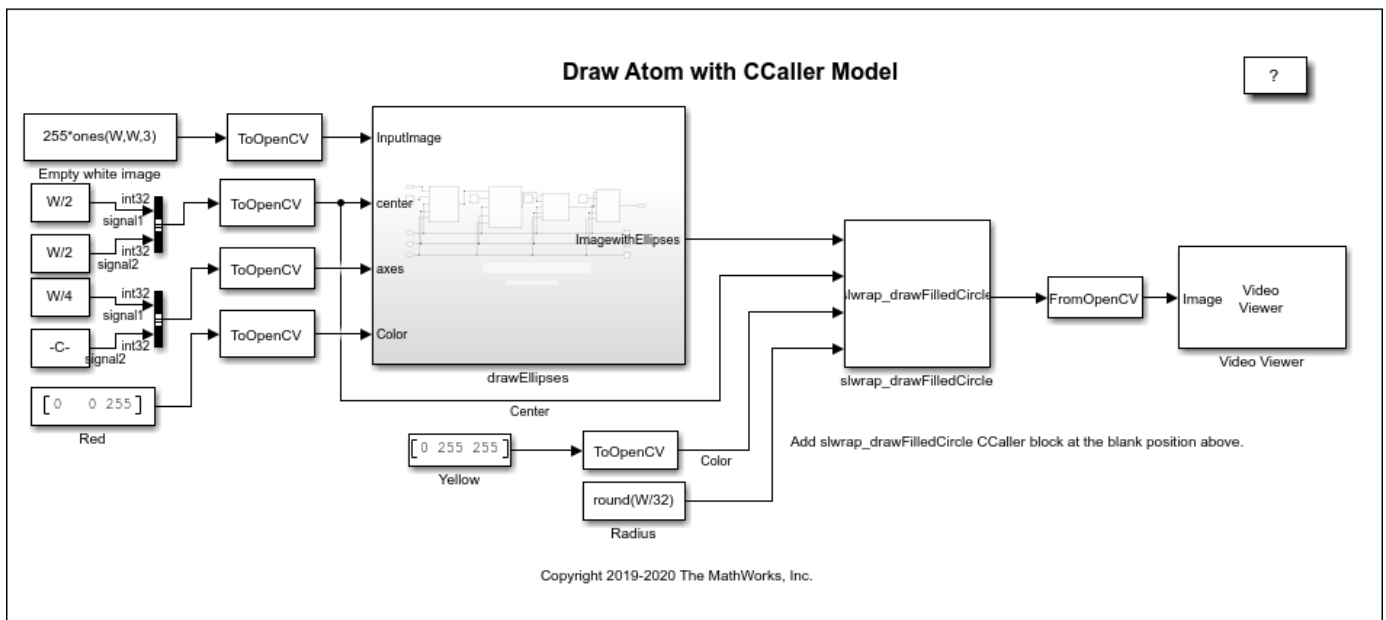 Draw Atom with CCaller Model
?
255*ones(W,W,3)
Empty white image
ToOpenCV
InputImage
W/2
int32
signal1
W/2
int32
signal2
ToOpenCV
center
W/4
int32
signal1
-C-
int32
signal2
ToOpenCV
axes
[0 0 255]
Red
ToOpenCV
Color
ImagewithEllipses
drawEllipses
Center
[0 255 255]
Yellow
ToOpenCV
Color
round(W/32)
Radius
slwrap_drawFilledCircle
slwrap_drawFilledCircle
FromOpenCV
Image
Video
Viewer
Video Viewer
Add slwrap_drawFilledCircle CCaller block at the blank position above.
Copyright 2019-2020 The MathWorks, Inc.